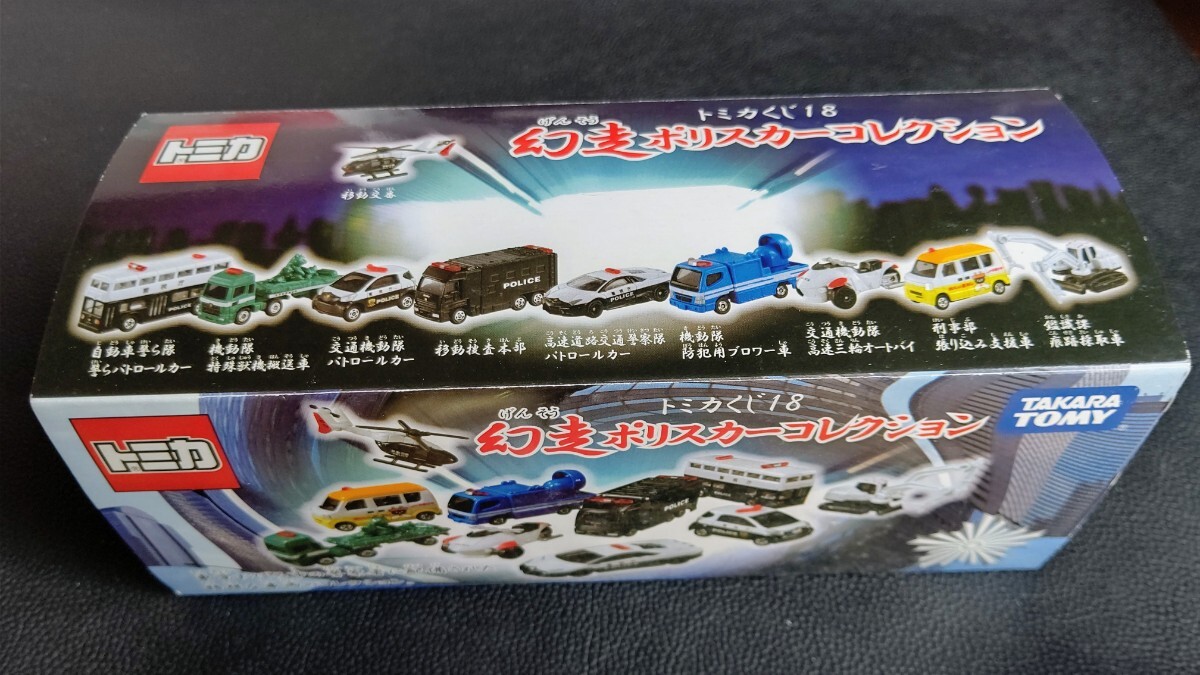 トミカ
トミカくじ18
げんそう
幻走ポリスカーコレクション
移動交番
POLICE
POLICE
POLICE
自動車警ら隊
警らパトロールカー
機動隊
特殊獣機搬送車
交通機動隊
パトロールカー
移動捜査本部
高速道路交通警察隊
パトロールカー
機動隊
防犯用ブロワー車
交通機動隊
高速三輪オートバイ
刑事部
張り込み支援車
鑑識課
痕跡採取車
トミカ
トミカくじ18
げんそう
幻走ポリスカーコレクション
TAKARA
TOMY